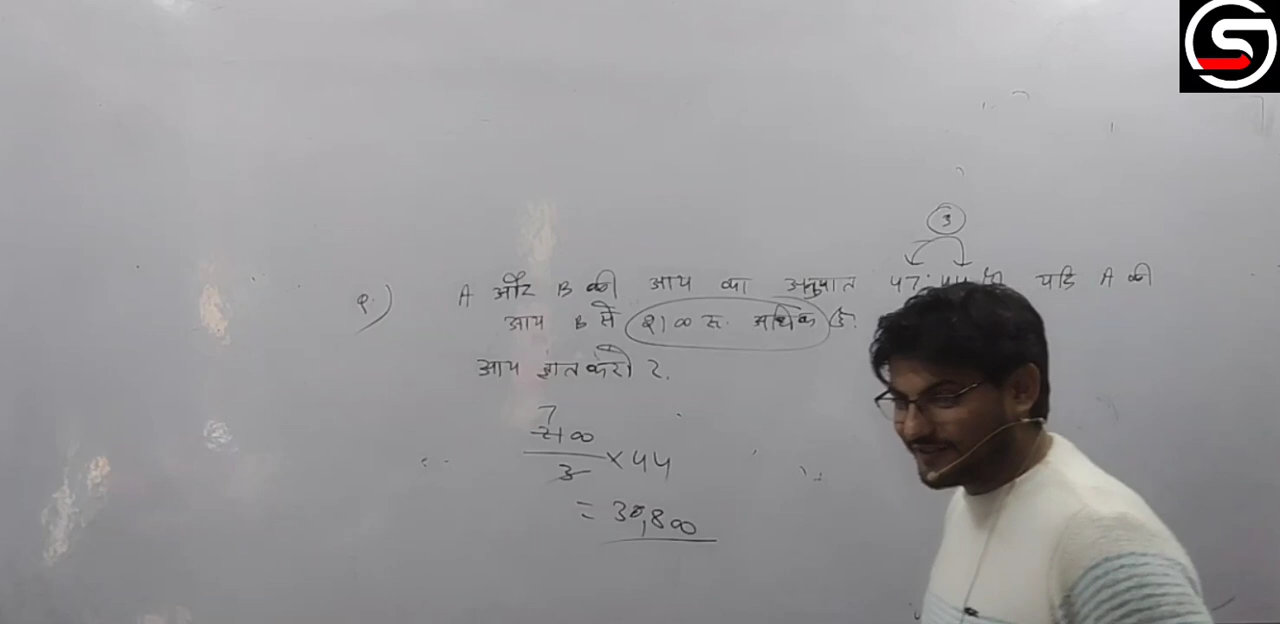 3
Q.) A और B की आय का अनुपात 47:44 है यदि A की
आय B से 2100 रू. अधिक है.
आय ज्ञात करो ?.
7
2100
3 × 44
= 30,800